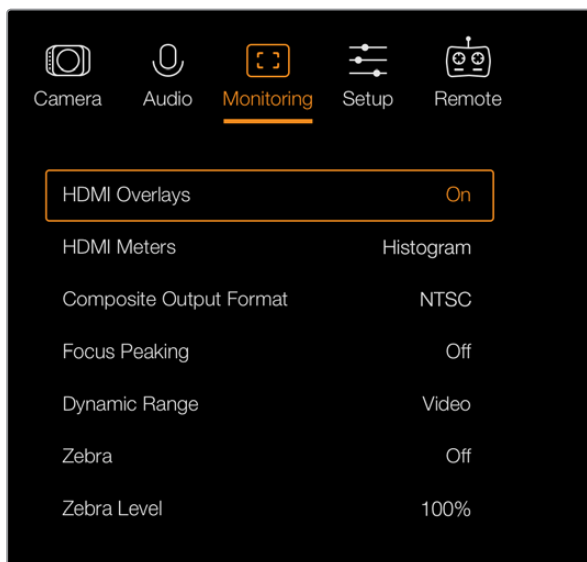 Camera Audio Monitoring Setup Remote
HDMI Overlays On
HDMI Meters Histogram
Composite Output Format NTSC
Focus Peaking Off
Dynamic Range Video
Zebra Off
Zebra Level 100%